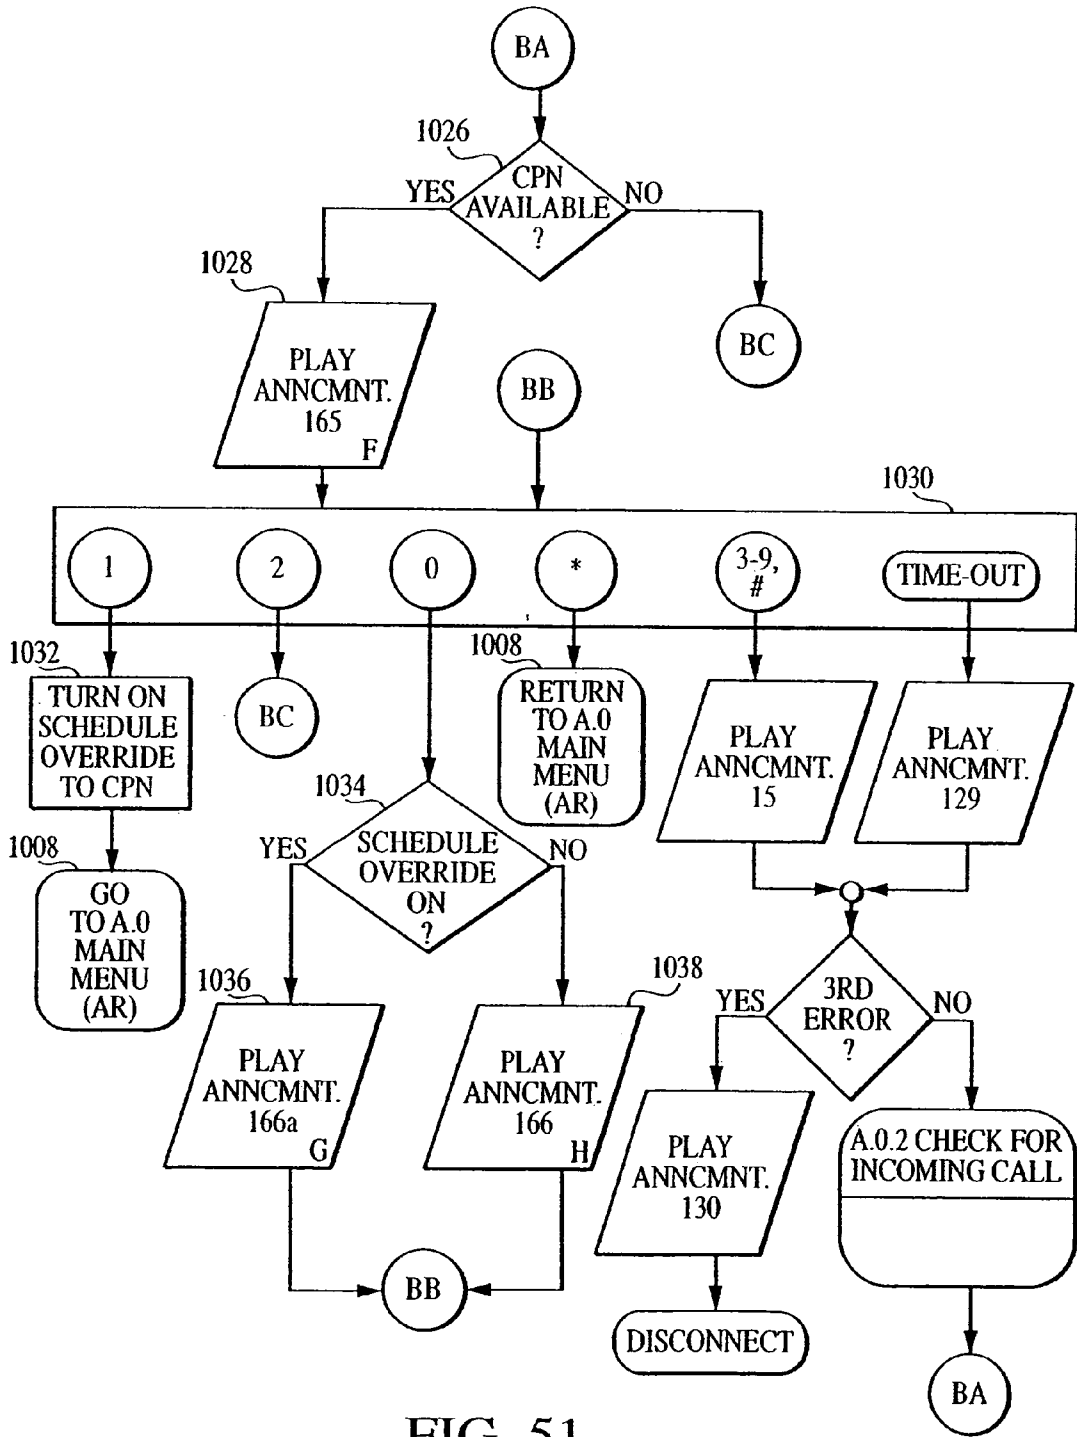 BA
1026
CPN
AVAILABLE
?
YES
NO
1028
PLAY
ANNCMNT.
165
F
BC
BB
1030
1
2
0
*
3-9,
#
TIME-OUT
1032
TURN ON
SCHEDULE
OVERRIDE
TO CPN
BC
1008
RETURN
TO A.0
MAIN
MENU
(AR)
PLAY
ANNCMNT.
15
PLAY
ANNCMNT.
129
1034
SCHEDULE
OVERRIDE
ON
?
YES
NO
1008
GO
TO A.0
MAIN
MENU
(AR)
1036
PLAY
ANNCMNT.
166a
G
1038
PLAY
ANNCMNT.
166
H
3RD
ERROR
?
YES
NO
PLAY
ANNCMNT.
130
A.0.2 CHECK FOR
INCOMING CALL
BB
DISCONNECT
BA
FIG. 51